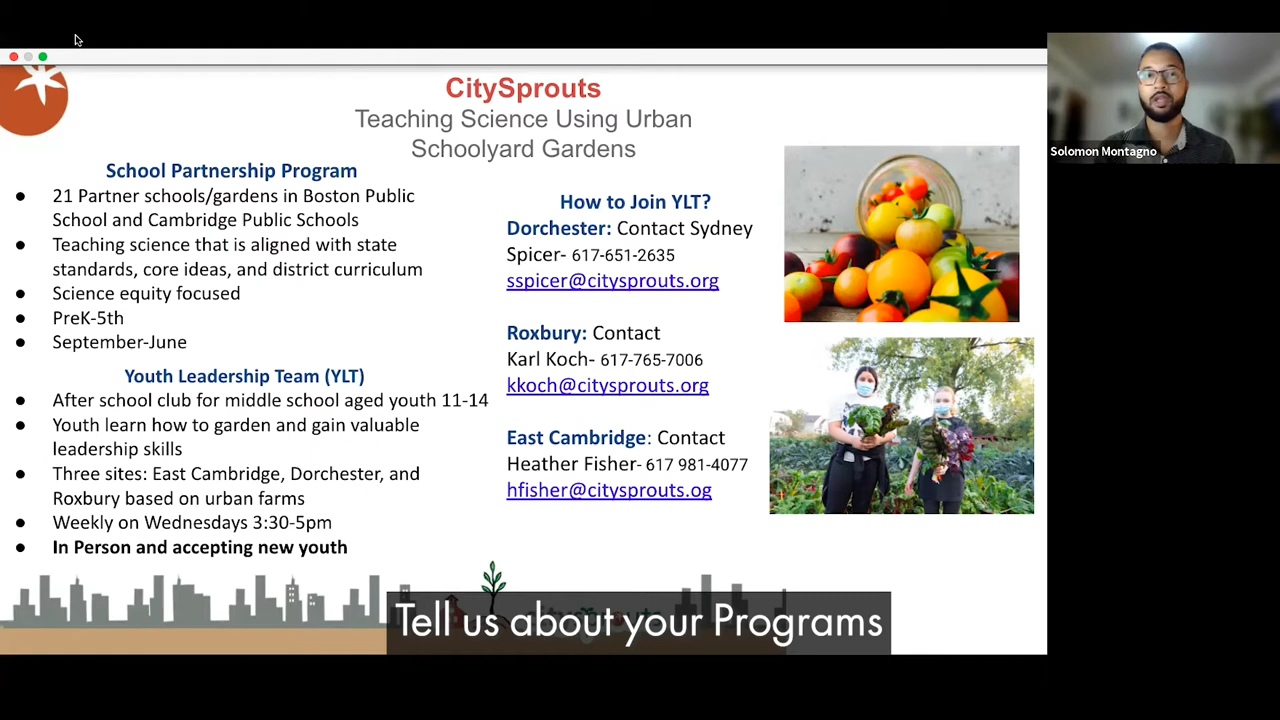 CitySprouts
Teaching Science Using Urban
Schoolyard Gardens
School Partnership Program
● 21 Partner schools/gardens in Boston Public
School and Cambridge Public Schools
● Teaching science that is aligned with state
standards, core ideas, and district curriculum
● Science equity focused
● PreK-5th
● September-June
Youth Leadership Team (YLT)
● After school club for middle school aged youth 11-14
● Youth learn how to garden and gain valuable
leadership skills
● Three sites: East Cambridge, Dorchester, and
Roxbury based on urban farms
● Weekly on Wednesdays 3:30-5pm
● In Person and accepting new youth
How to Join YLT?
Dorchester: Contact Sydney
Spicer- 617-651-2635
sspicer@citysprouts.org
Roxbury: Contact
Karl Koch- 617-765-7006
kkoch@citysprouts.org
East Cambridge: Contact
Heather Fisher- 617 981-4077
hfisher@citysprouts.og
Solomon Montagno
Tell us about your Programs